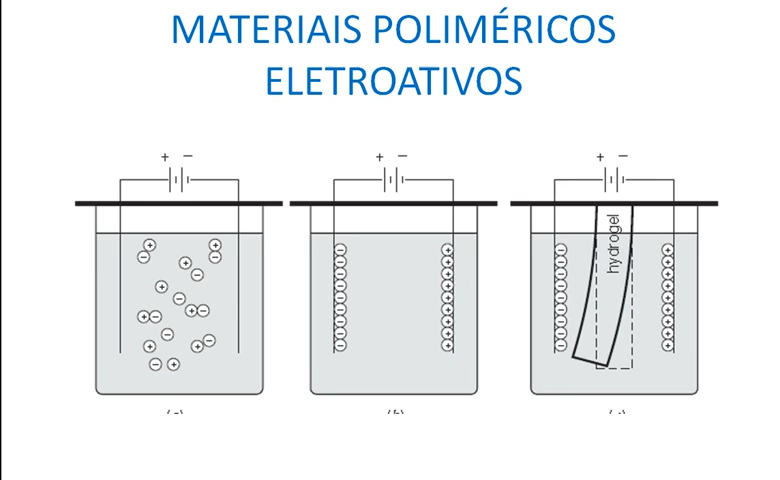 MATERIAIS POLIMÉRICOS
ELETROATIVOS
+ −
+ −
+ −
hydrogel